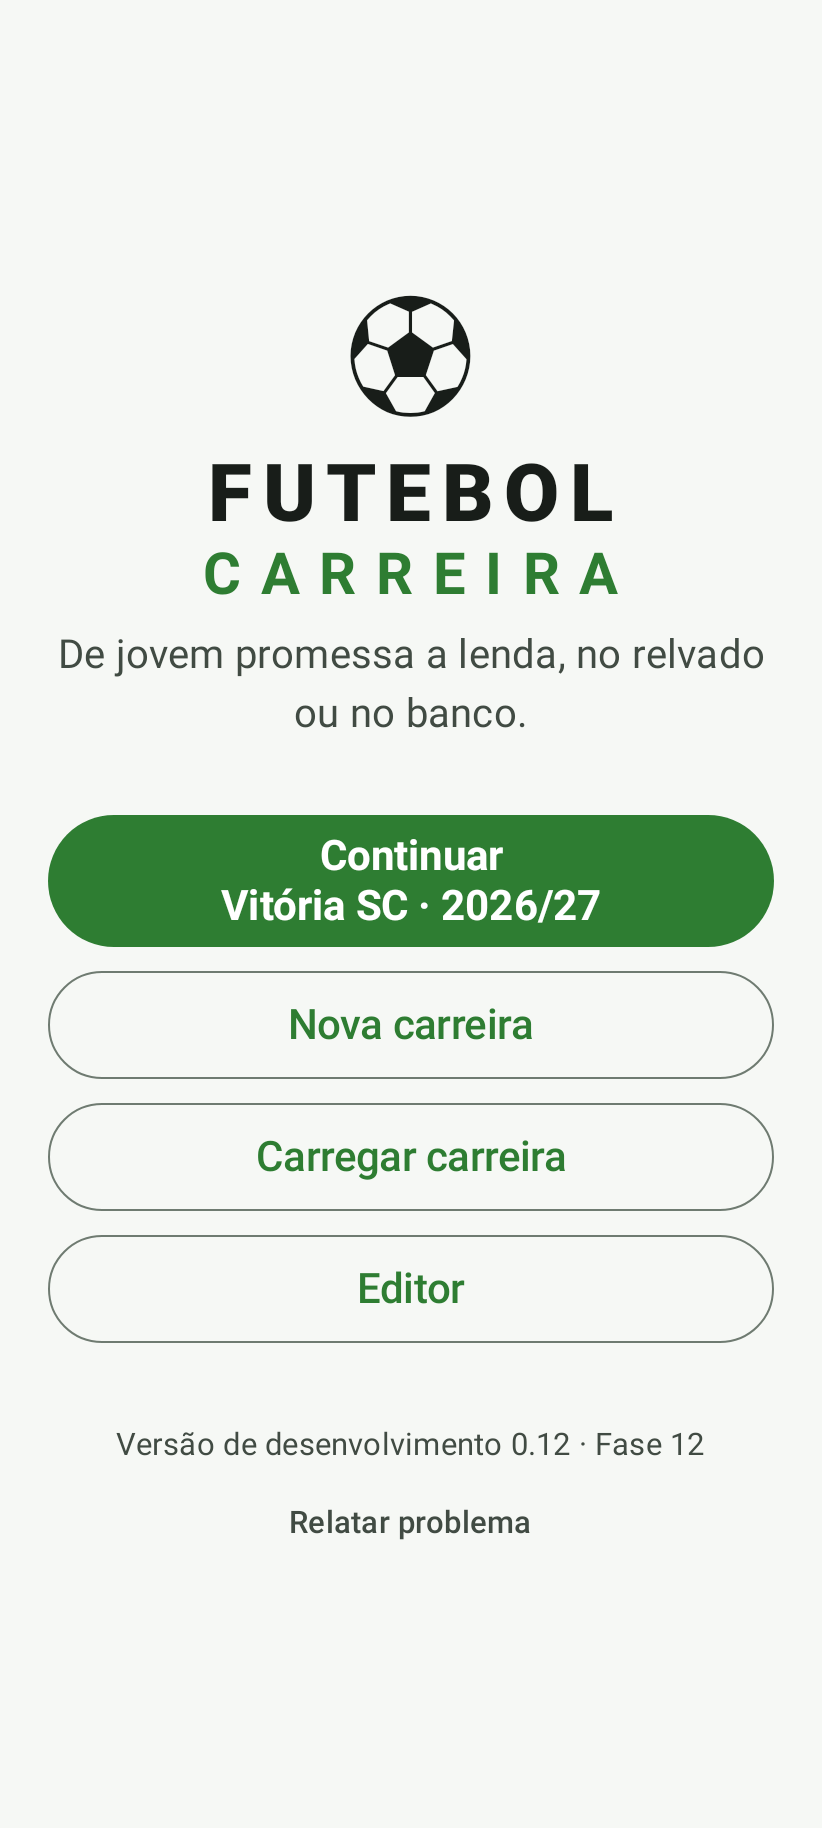 FUTEBOL
CARREIRA
De jovem promessa a lenda, no relvado
ou no banco.
Continuar
Vitória SC · 2026/27
Nova carreira
Carregar carreira
Editor
Versão de desenvolvimento 0.12 · Fase 12
Relatar problema